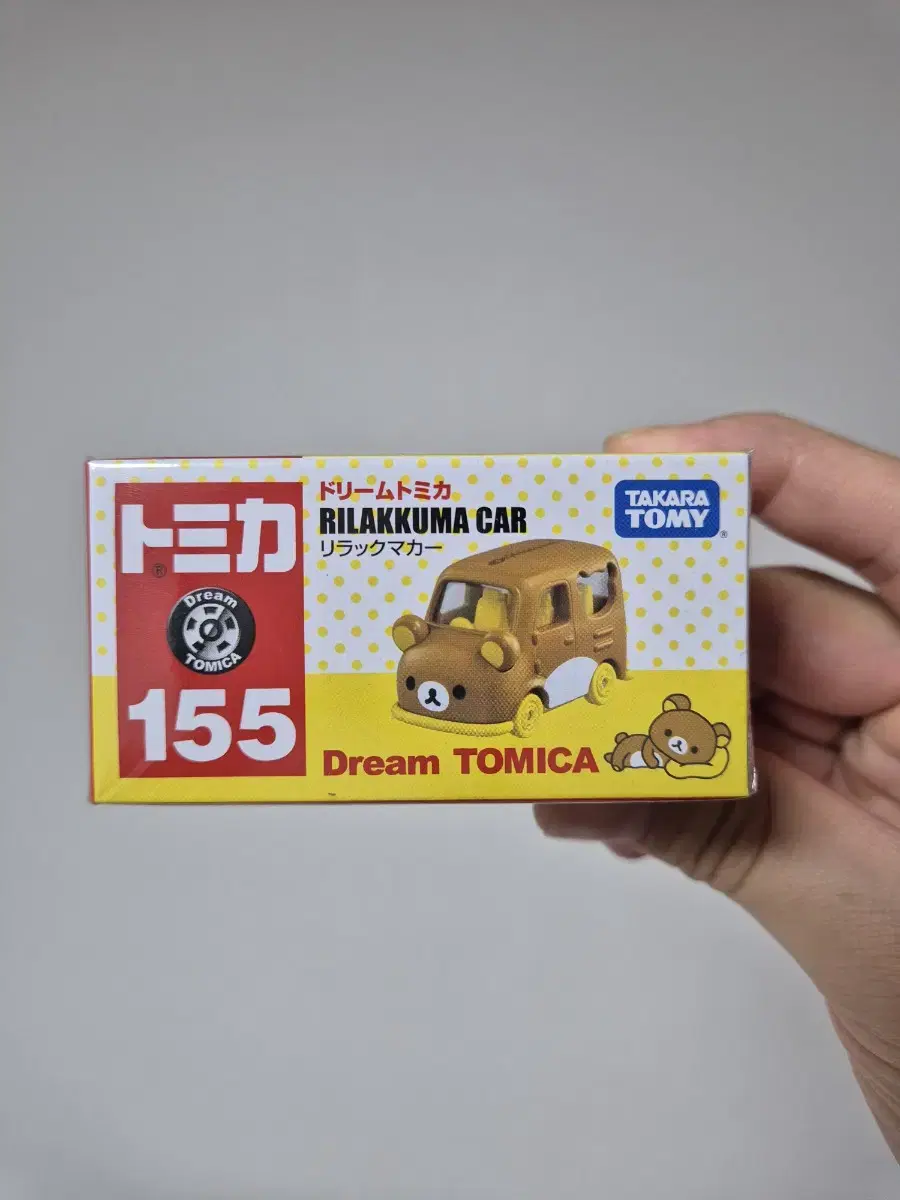 トミカ
®
Dream
TOMICA
155
ドリームトミカ
RILAKKUMA CAR
リラックマカー
TAKARA
TOMY
®
Dream TOMICA